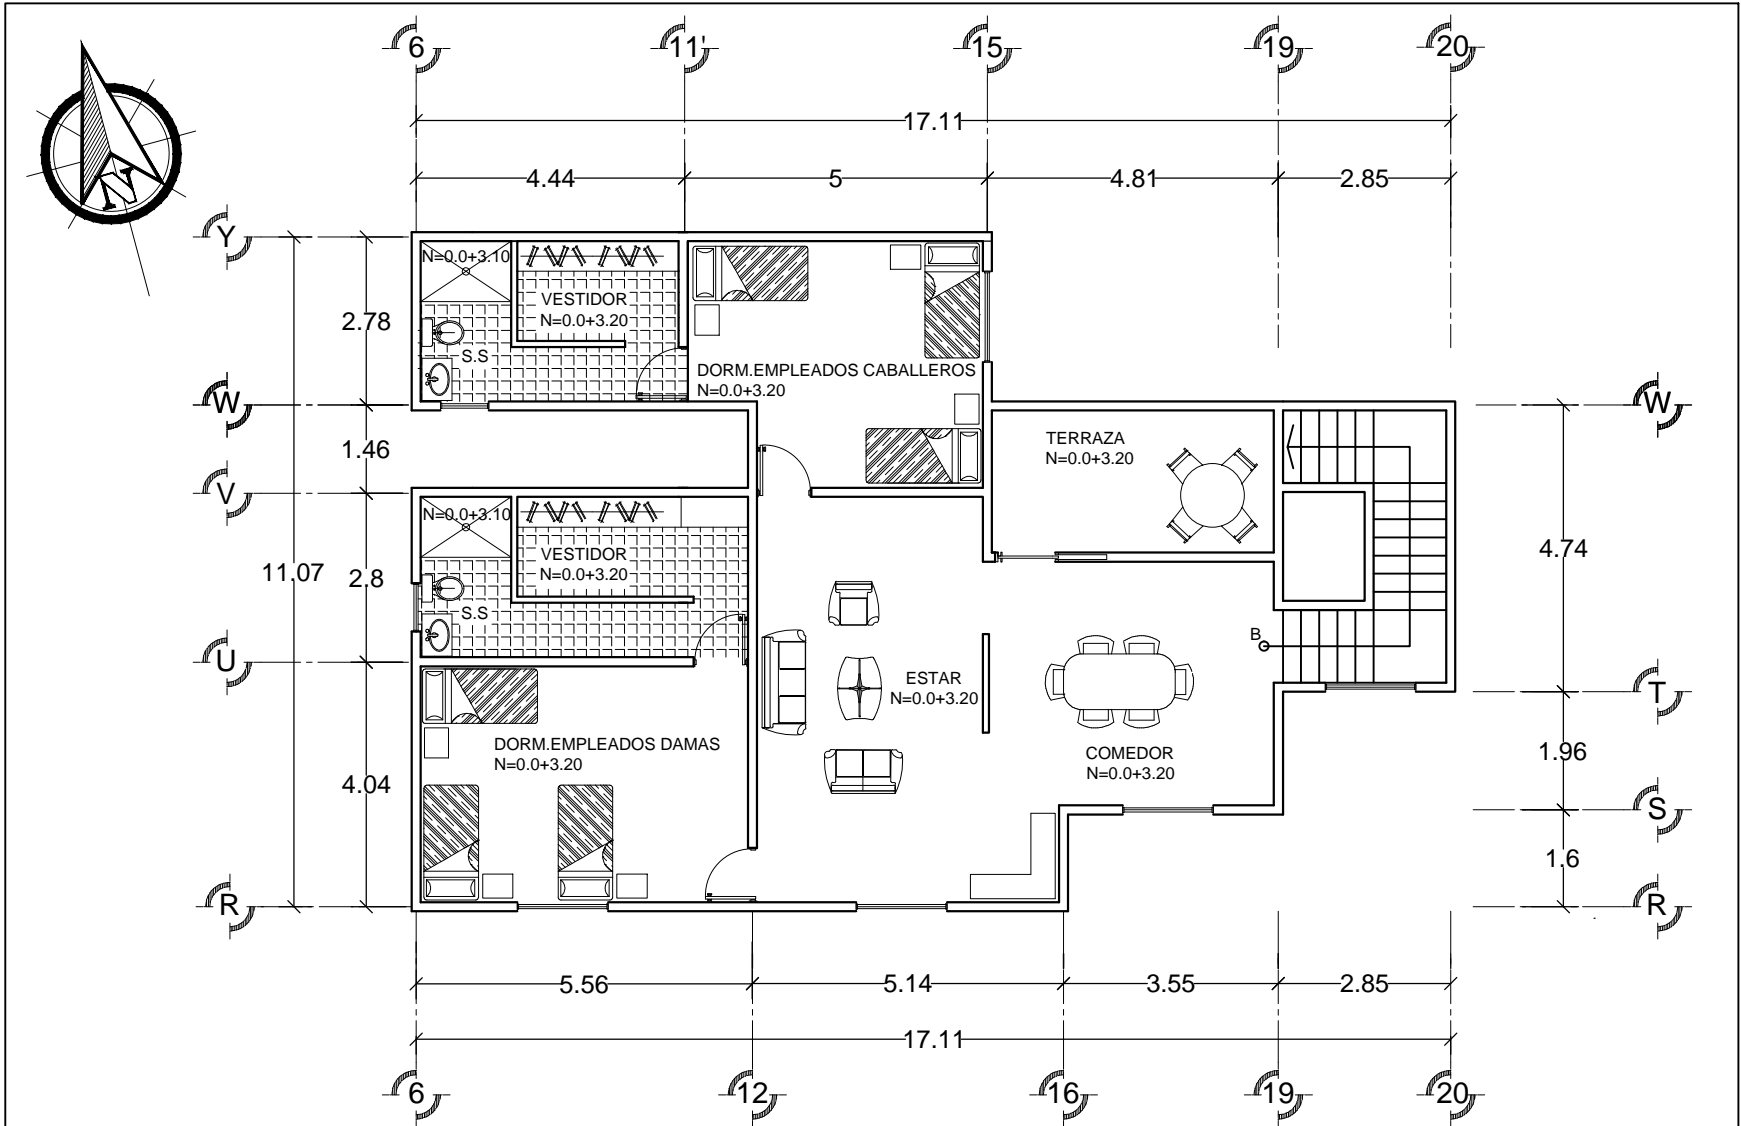 6 11' 15 19 20
17.11
4.44 5 4.81 2.85
N
Y
N=0.0+3.10
VESTIDOR
N=0.0+3.20
2.78
S.S
DORM.EMPLEADOS CABALLEROS
N=0.0+3.20
W W
TERRAZA
N=0.0+3.20
1.46
V
N=0.0+3.10
VESTIDOR
N=0.0+3.20
4.74
11.07 2.8
S.S
B
U
ESTAR
N=0.0+3.20
T
DORM.EMPLEADOS DAMAS
N=0.0+3.20
COMEDOR
N=0.0+3.20
1.96
4.04
S
1.6
R R
5.56 5.14 3.55 2.85
17.11
6 12 16 19 20